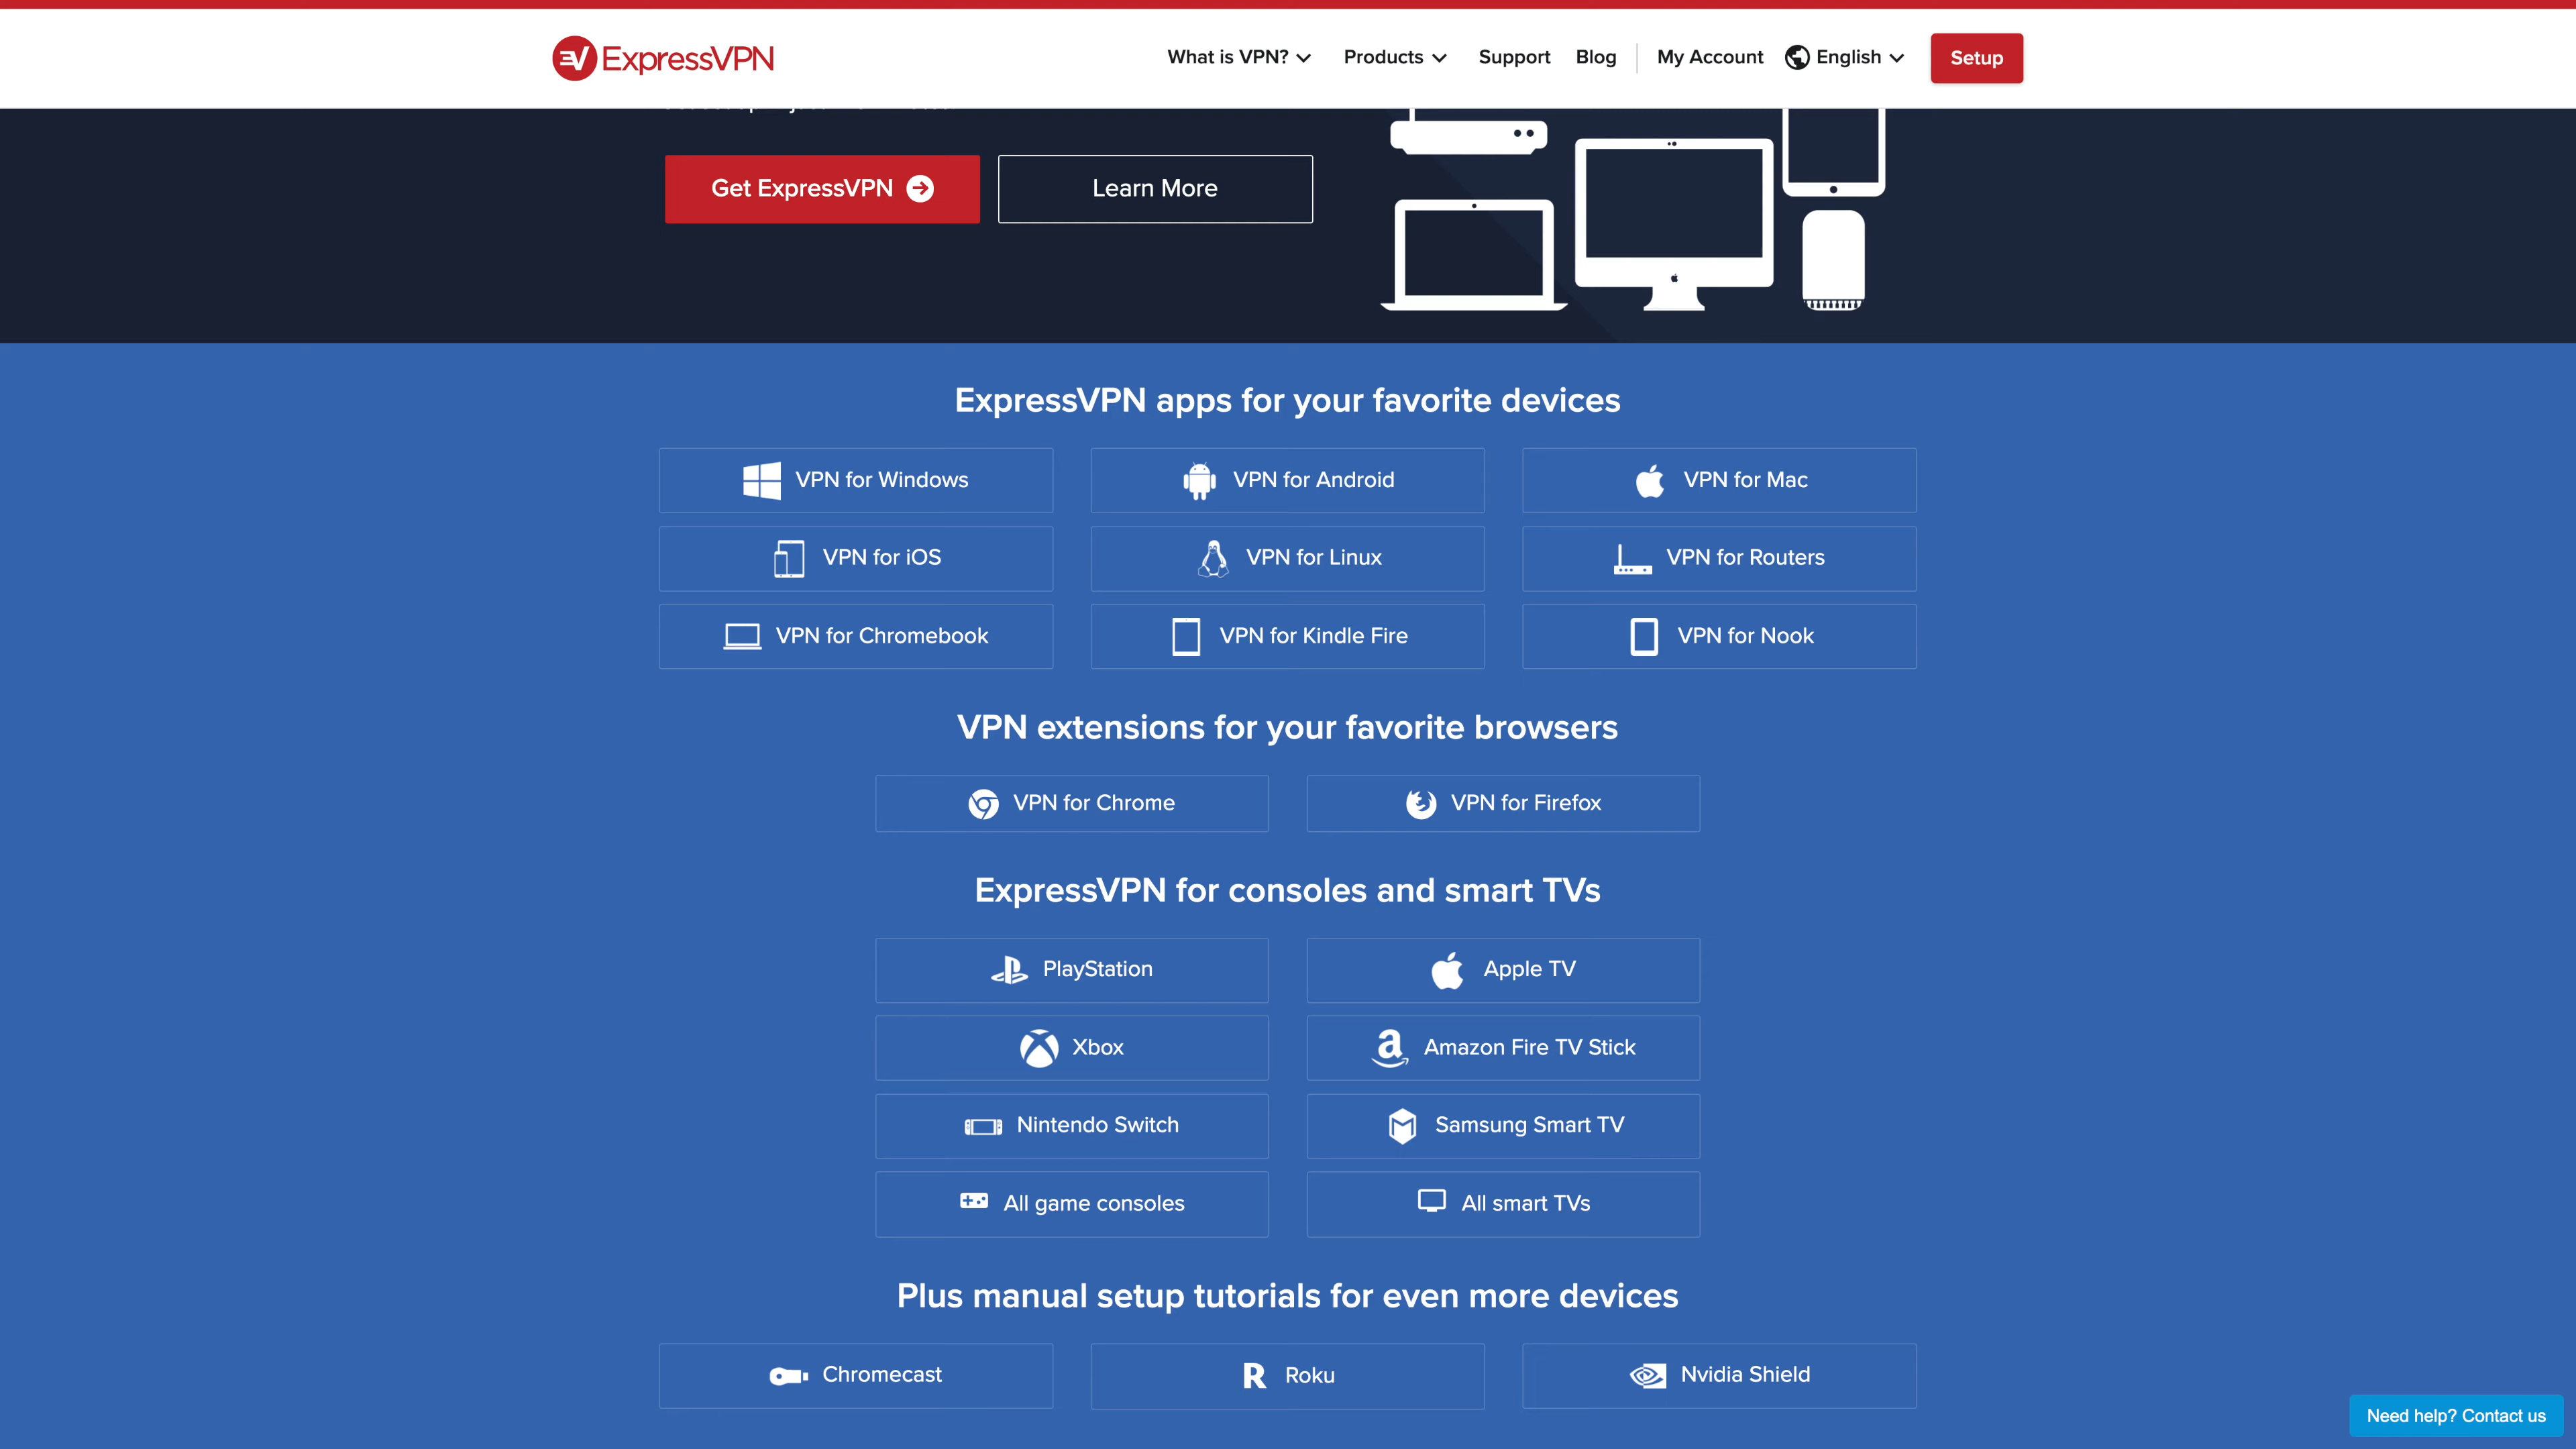 ExpressVPN
What is VPN? Products Support Blog My Account English Setup
Get ExpressVPN Learn More
ExpressVPN apps for your favorite devices
VPN for Windows VPN for Android VPN for Mac
VPN for iOS VPN for Linux VPN for Routers
VPN for Chromebook VPN for Kindle Fire VPN for Nook
VPN extensions for your favorite browsers
VPN for Chrome VPN for Firefox
ExpressVPN for consoles and smart TVs
PlayStation Apple TV
Xbox Amazon Fire TV Stick
Nintendo Switch Samsung Smart TV
All game consoles All smart TVs
Plus manual setup tutorials for even more devices
Chromecast Roku Nvidia Shield
Need help? Contact us